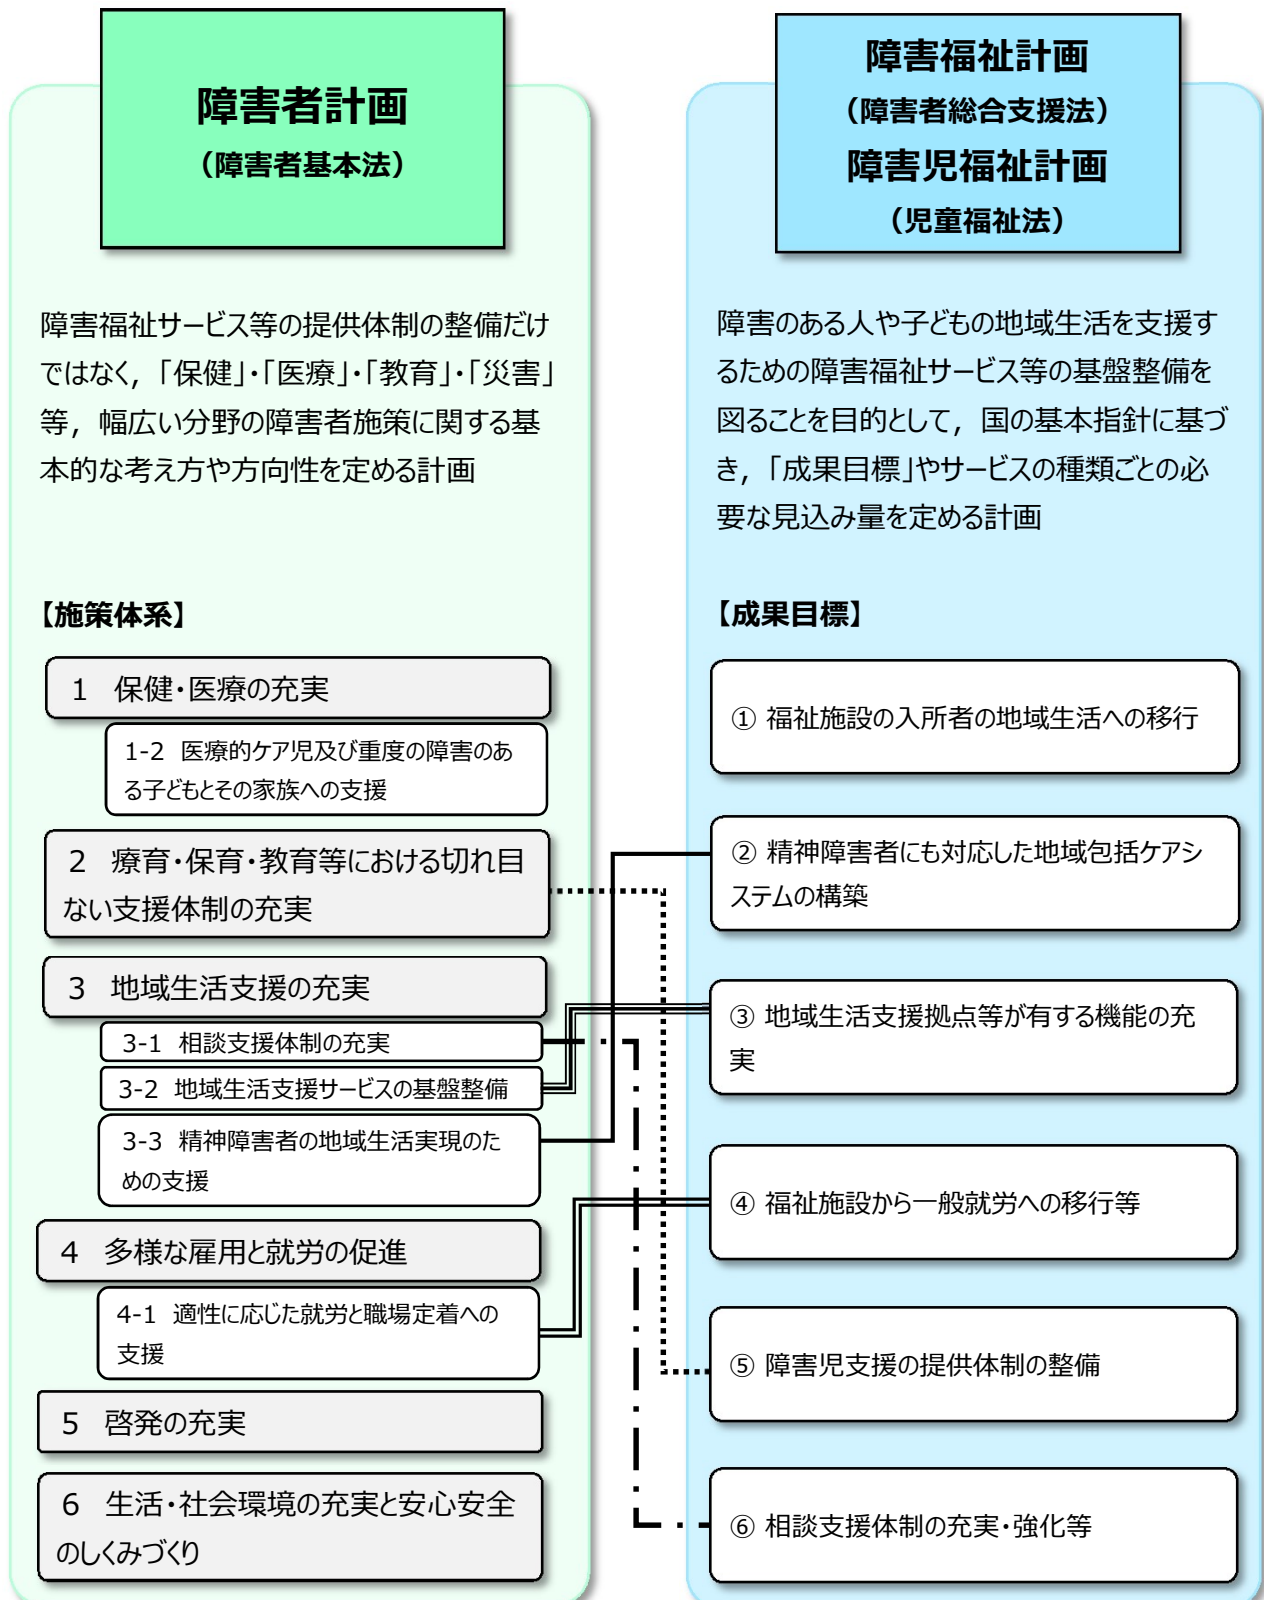 障害者計画
（障害者基本法）
障害福祉サービス等の提供体制の整備だけ
ではなく，「保健」・「医療」・「教育」・「災害」
等，幅広い分野の障害者施策に関する基
本的な考え方や方向性を定める計画
【施策体系】
1　保健・医療の充実
1-2　医療的ケア児及び重度の障害のあ
る子どもとその家族への支援
2　療育・保育・教育等における切れ目
ない支援体制の充実
3　地域生活支援の充実
3-1　相談支援体制の充実
3-2　地域生活支援サービスの基盤整備
3-3　精神障害者の地域生活実現のた
めの支援
4　多様な雇用と就労の促進
4-1　適性に応じた就労と職場定着への
支援
5　啓発の充実
6　生活・社会環境の充実と安心安全
のしくみづくり
障害福祉計画
（障害者総合支援法）
障害児福祉計画
（児童福祉法）
障害のある人や子どもの地域生活を支援す
るための障害福祉サービス等の基盤整備を
図ることを目的として，国の基本指針に基づ
き，「成果目標」やサービスの種類ごとの必
要な見込み量を定める計画
【成果目標】
① 福祉施設の入所者の地域生活への移行
② 精神障害者にも対応した地域包括ケアシ
ステムの構築
③ 地域生活支援拠点等が有する機能の充
実
④ 福祉施設から一般就労への移行等
⑤ 障害児支援の提供体制の整備
⑥ 相談支援体制の充実・強化等